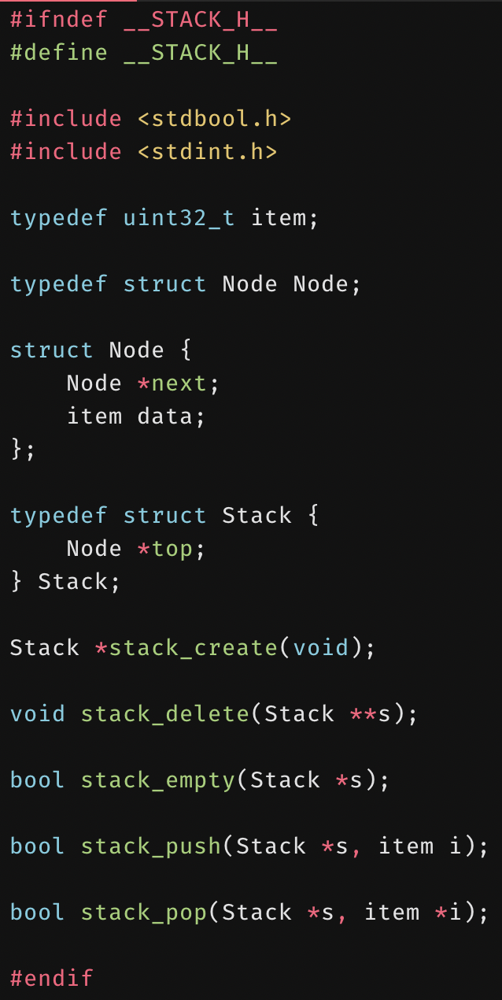 #ifndef __STACK_H__
#define __STACK_H__
#include <stdbool.h>
#include <stdint.h>
typedef uint32_t item;
typedef struct Node Node;
struct Node {
    Node *next;
    item data;
};
typedef struct Stack {
    Node *top;
} Stack;
Stack *stack_create(void);
void stack_delete(Stack **s);
bool stack_empty(Stack *s);
bool stack_push(Stack *s, item i);
bool stack_pop(Stack *s, item *i);
#endif